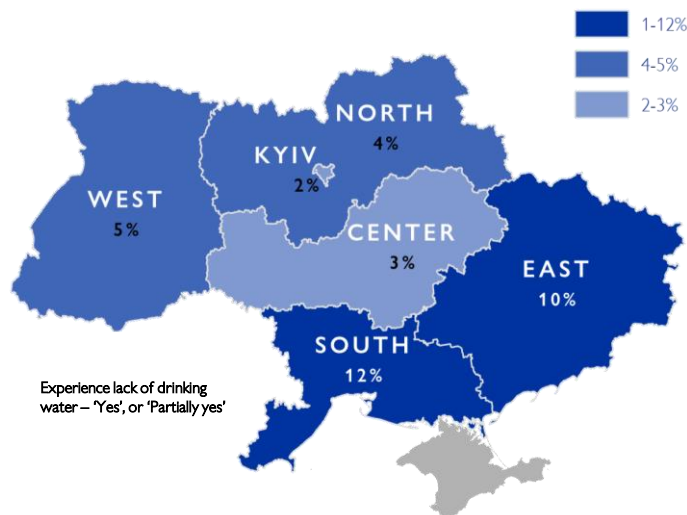 1-12%
4-5%
2-3%
NORTH
4%
KYIV
2%
WEST
5%
CENTER
3%
EAST
10%
SOUTH
12%
Experience lack of drinking
water – ‘Yes’, or ‘Partially yes’